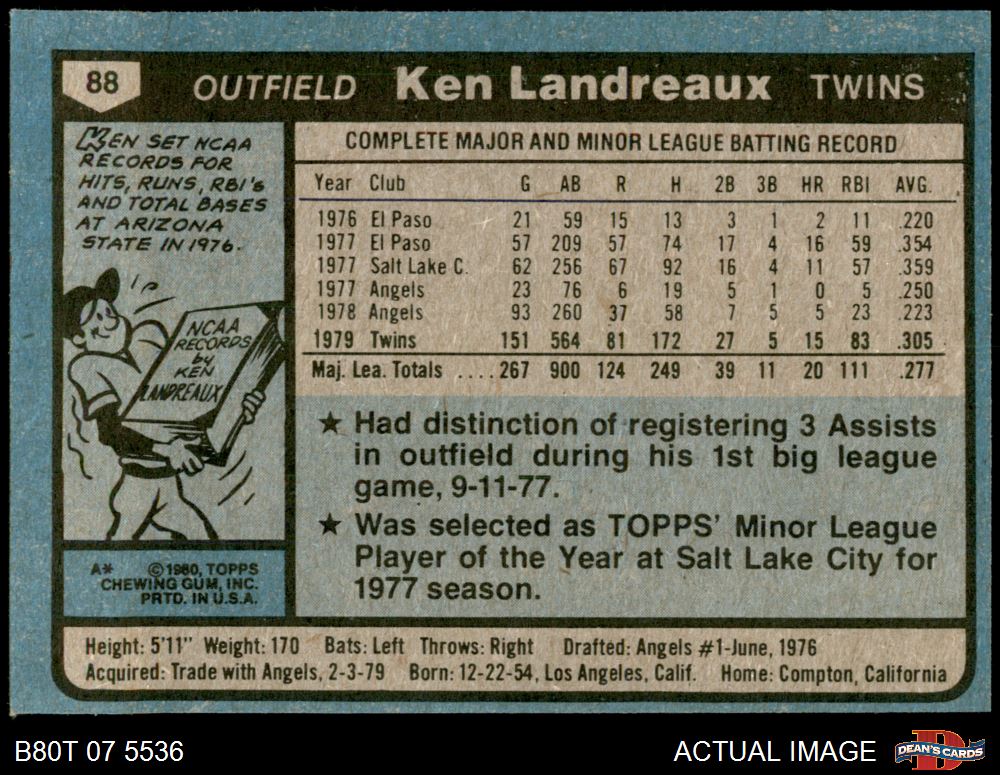 88 OUTFIELD Ken Landreaux TWINS
KEN SET NCAA
RECORDS FOR
HITS, RUNS, RBI's
AND TOTAL BASES
AT ARIZONA
STATE IN 1976.
NCAA
RECORDS
by
KEN
LANDREAUX
A* © 1980, TOPPS
CHEWING GUM, INC.
PRTD. IN U.S.A.
COMPLETE MAJOR AND MINOR LEAGUE BATTING RECORD
Year Club G AB R H 2B 3B HR RBI AVG.
1976 El Paso 21 59 15 13 3 1 2 11 .220
1977 El Paso 57 209 57 74 17 4 16 59 .354
1977 Salt Lake C. 62 256 67 92 16 4 11 57 .359
1977 Angels 23 76 6 19 5 1 0 5 .250
1978 Angels 93 260 37 58 7 5 5 23 .223
1979 Twins 151 564 81 172 27 5 15 83 .305
Maj. Lea. Totals .... 267 900 124 249 39 11 20 111 .277
★ Had distinction of registering 3 Assists
in outfield during his 1st big league
game, 9-11-77.
★ Was selected as TOPPS' Minor League
Player of the Year at Salt Lake City for
1977 season.
Height: 5'11" Weight: 170 Bats: Left Throws: Right Drafted: Angels #1-June, 1976
Acquired: Trade with Angels, 2-3-79 Born: 12-22-54, Los Angeles, Calif. Home: Compton, California
B80T 07 5536 ACTUAL IMAGE DEAN'S CARDS